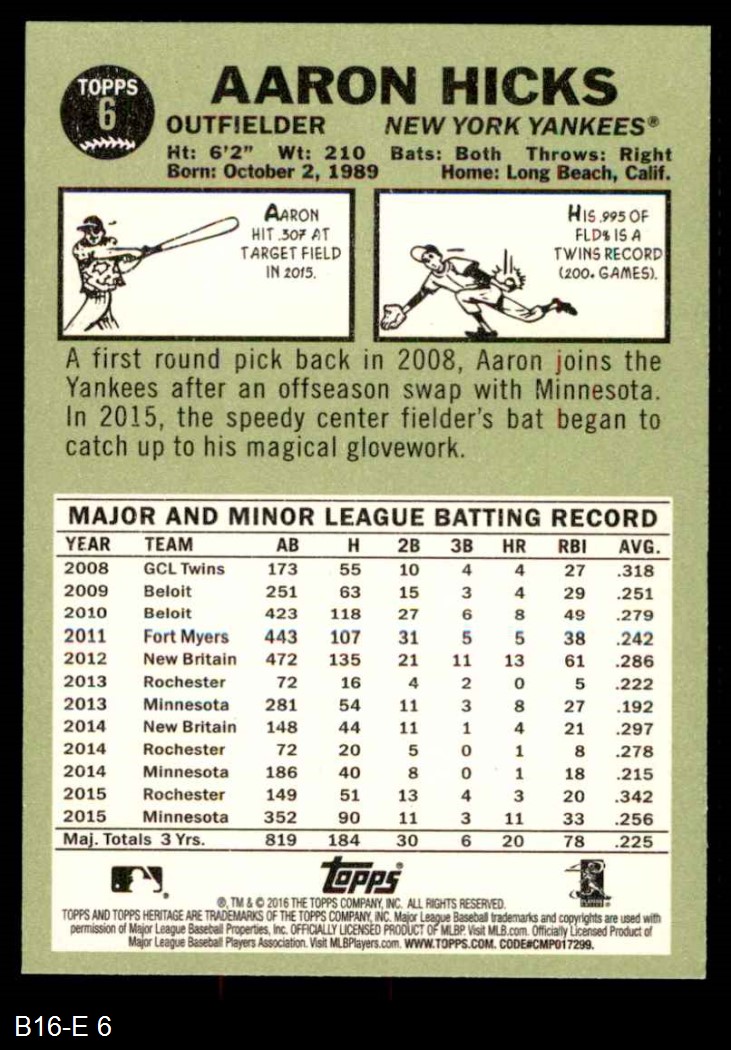 TOPPS
6
AARON HICKS
OUTFIELDER NEW YORK YANKEES®
Ht: 6'2" Wt: 210 Bats: Both Throws: Right
Born: October 2, 1989 Home: Long Beach, Calif.
AARON
HIT .307 AT
TARGET FIELD
IN 2015.
HIS .995 OF
FLD% IS A
TWINS RECORD
(200+ GAMES).
A first round pick back in 2008, Aaron joins the
Yankees after an offseason swap with Minnesota.
In 2015, the speedy center fielder's bat began to
catch up to his magical glovework.
MAJOR AND MINOR LEAGUE BATTING RECORD
YEAR TEAM AB H 2B 3B HR RBI AVG.
2008 GCL Twins 173 55 10 4 4 27 .318
2009 Beloit 251 63 15 3 4 29 .251
2010 Beloit 423 118 27 6 8 49 .279
2011 Fort Myers 443 107 31 5 5 38 .242
2012 New Britain 472 135 21 11 13 61 .286
2013 Rochester 72 16 4 2 0 5 .222
2013 Minnesota 281 54 11 3 8 27 .192
2014 New Britain 148 44 11 1 4 21 .297
2014 Rochester 72 20 5 0 1 8 .278
2014 Minnesota 186 40 8 0 1 18 .215
2015 Rochester 149 51 13 4 3 20 .342
2015 Minnesota 352 90 11 3 11 33 .256
Maj. Totals 3 Yrs. 819 184 30 6 20 78 .225
topps®
®, TM & © 2016 THE TOPPS COMPANY, INC. ALL RIGHTS RESERVED.
TOPPS AND TOPPS HERITAGE ARE TRADEMARKS OF THE TOPPS COMPANY, INC. Major League Baseball trademarks and copyrights are used with
permission of Major League Baseball Properties, Inc. OFFICIALLY LICENSED PRODUCT OF MLBP. Visit MLB.com. Officially Licensed Product of
Major League Baseball Players Association. Visit MLBPlayers.com. WWW.TOPPS.COM. CODE#CMP017299.
B16-E 6